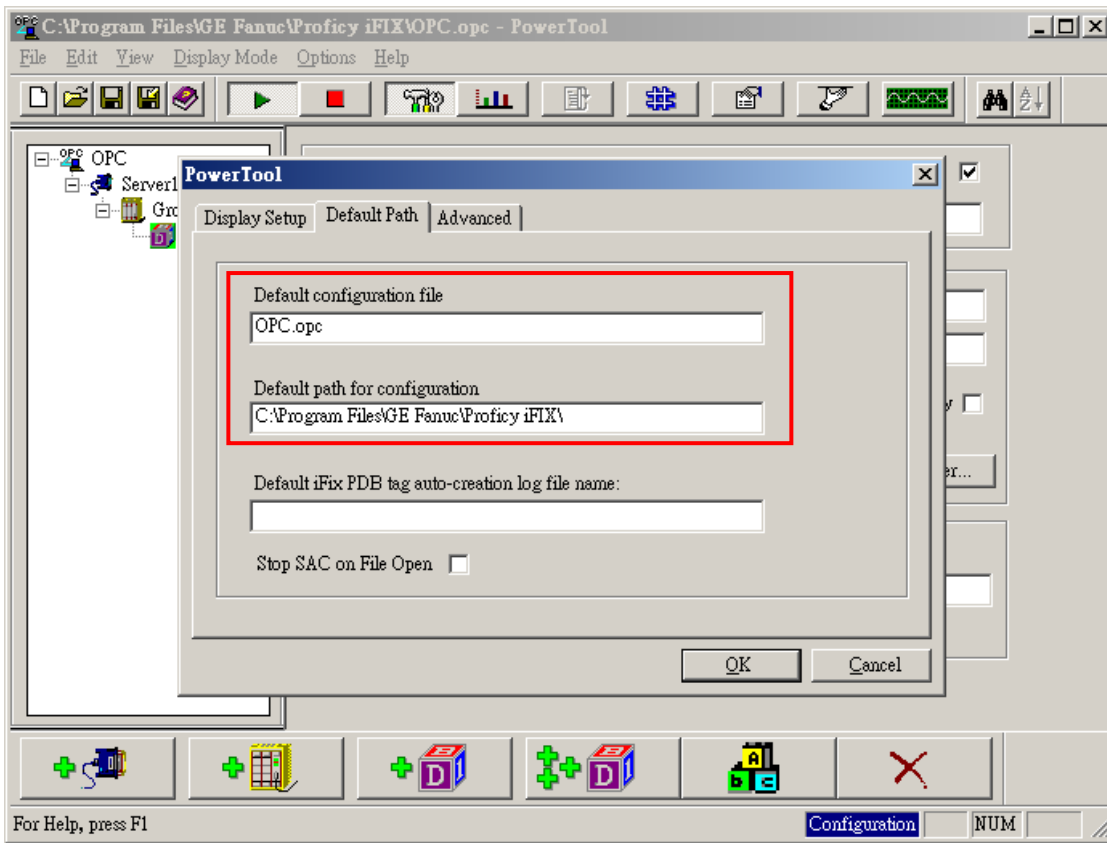 C:\Program Files\GE Fanuc\Proficy iFIX\OPC.opc - PowerTool
File Edit View Display Mode Options Help
OPC
Server1
PowerTool
Display Setup Default Path Advanced
Default configuration file
OPC.opc
Default path for configuration
C:\Program Files\GE Fanuc\Proficy iFIX\
Default iFix PDB tag auto-creation log file name:
Stop SAC on File Open
OK Cancel
For Help, press F1 Configuration NUM